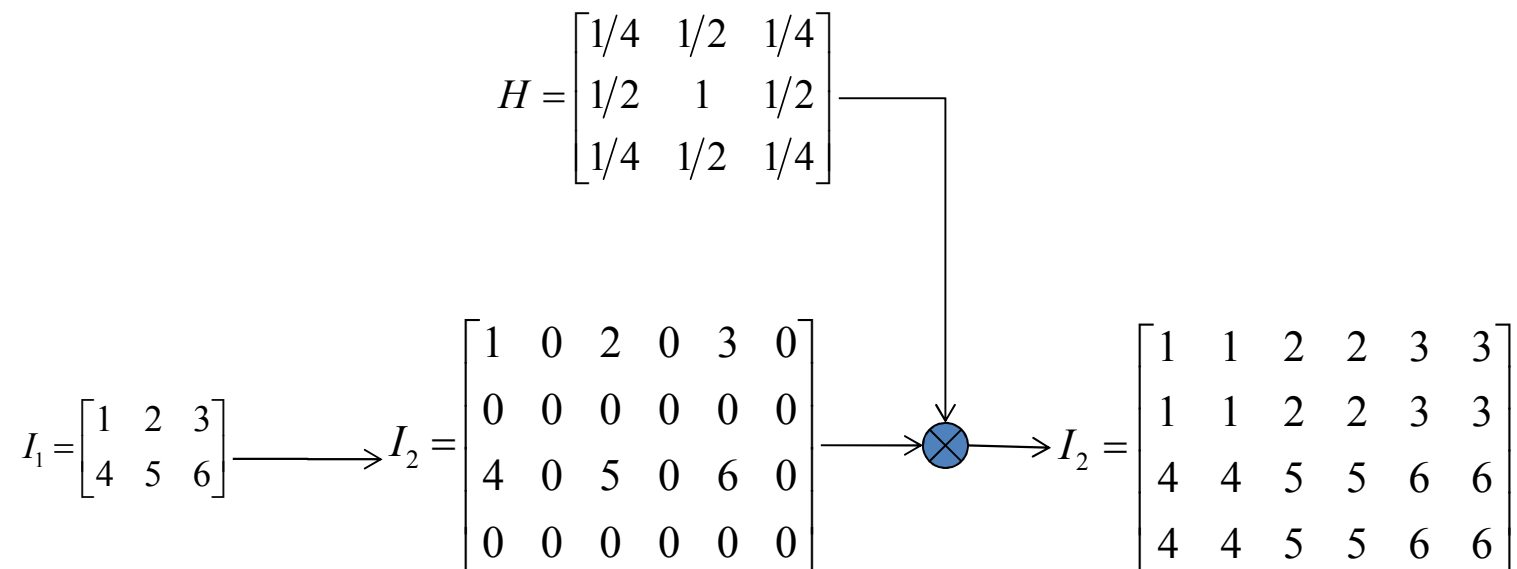 H = [1/4 1/2 1/4
1/2 1 1/2
1/4 1/2 1/4]
I₁ = [1 2 3
4 5 6]
I₂ = [1 0 2 0 3 0
0 0 0 0 0 0
4 0 5 0 6 0
0 0 0 0 0 0]
I₂ = [1 1 2 2 3 3
1 1 2 2 3 3
4 4 5 5 6 6
4 4 5 5 6 6]